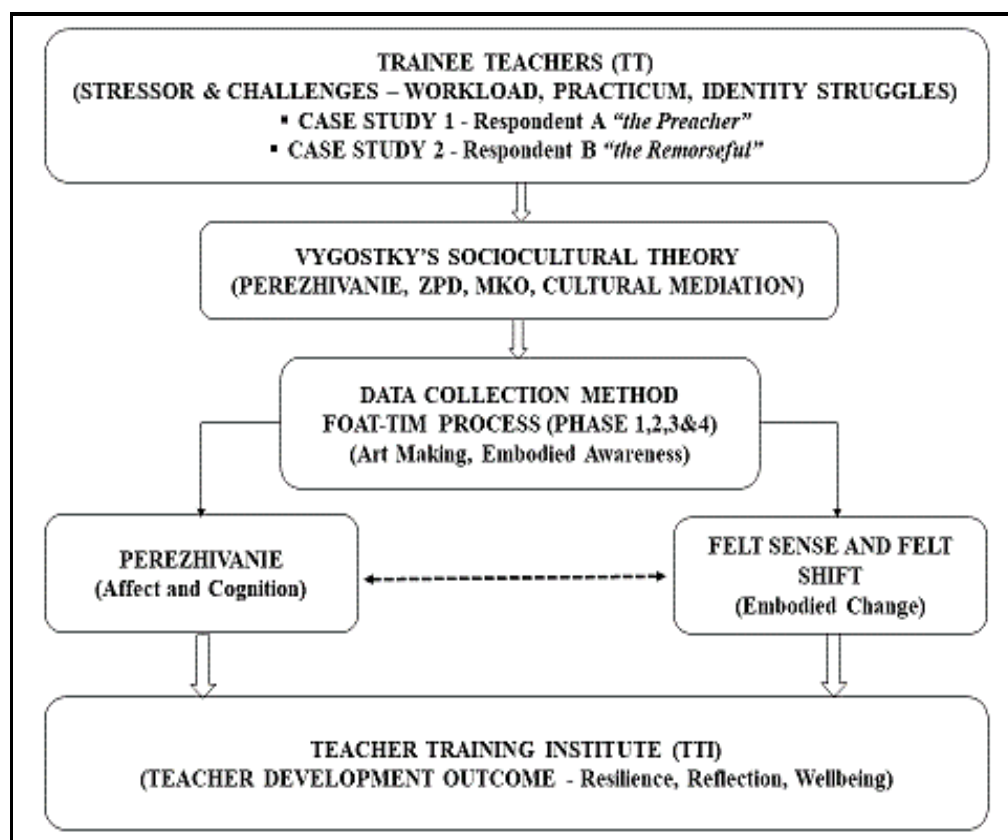 TRAINEE TEACHERS (TT)
(STRESSOR & CHALLENGES – WORKLOAD, PRACTICUM, IDENTITY STRUGGLES)
▪ CASE STUDY 1 - Respondent A "the Preacher"
▪ CASE STUDY 2 - Respondent B "the Remorseful"
VYGOSTKY'S SOCIOCULTURAL THEORY
(PEREZHIVANIE, ZPD, MKO, CULTURAL MEDIATION)
DATA COLLECTION METHOD
FOAT-TIM PROCESS (PHASE 1,2,3&4)
(Art Making, Embodied Awareness)
PEREZHIVANIE
(Affect and Cognition)
FELT SENSE AND FELT
SHIFT
(Embodied Change)
TEACHER TRAINING INSTITUTE (TTI)
(TEACHER DEVELOPMENT OUTCOME - Resilience, Reflection, Wellbeing)